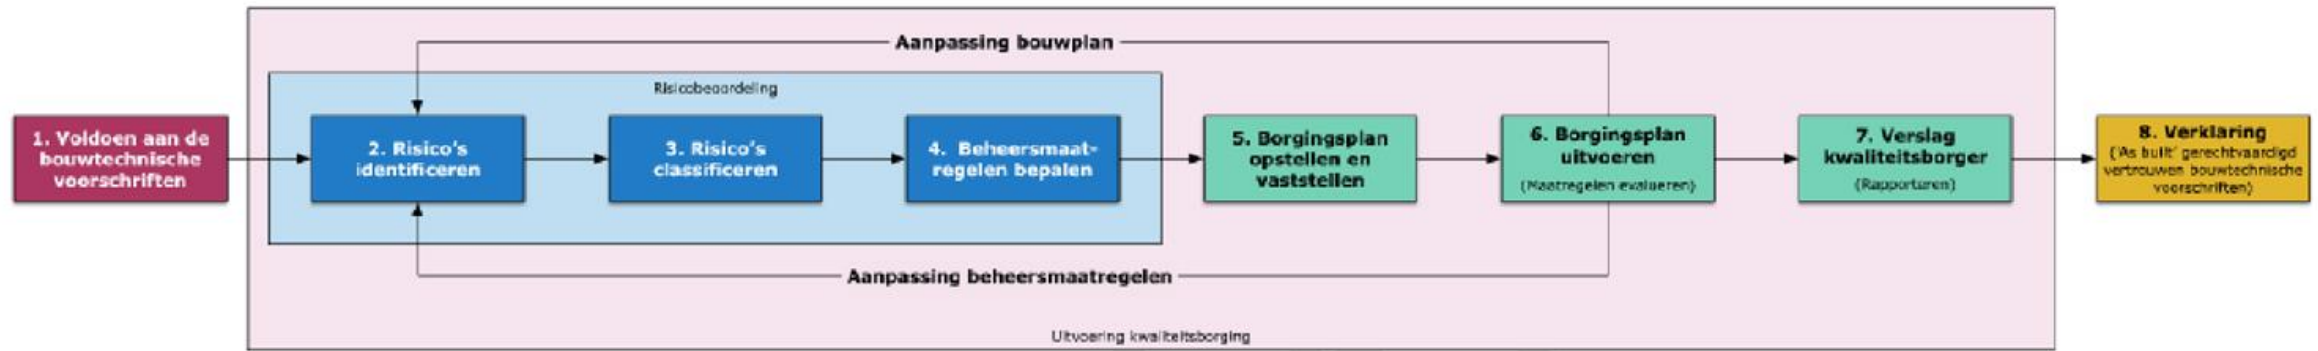 Aanpassing bouwplan
Risicobeoordeling
1. Voldoen aan de
bouwtechnische
voorschriften
2. Risico's
identificeren
3. Risico's
classificeren
4. Beheersmaat-
regelen bepalen
5. Borgingsplan
opstellen en
vaststellen
6. Borgingsplan
uitvoeren
(Maatregelen evalueren)
7. Verslag
kwaliteitsborger
(Rapporteren)
8. Verklaring
('As built' gerechtvaardigd
vertrouwen bouwtechnische
voorschriften)
Aanpassing beheersmaatregelen
Uitvoering kwaliteitsborging